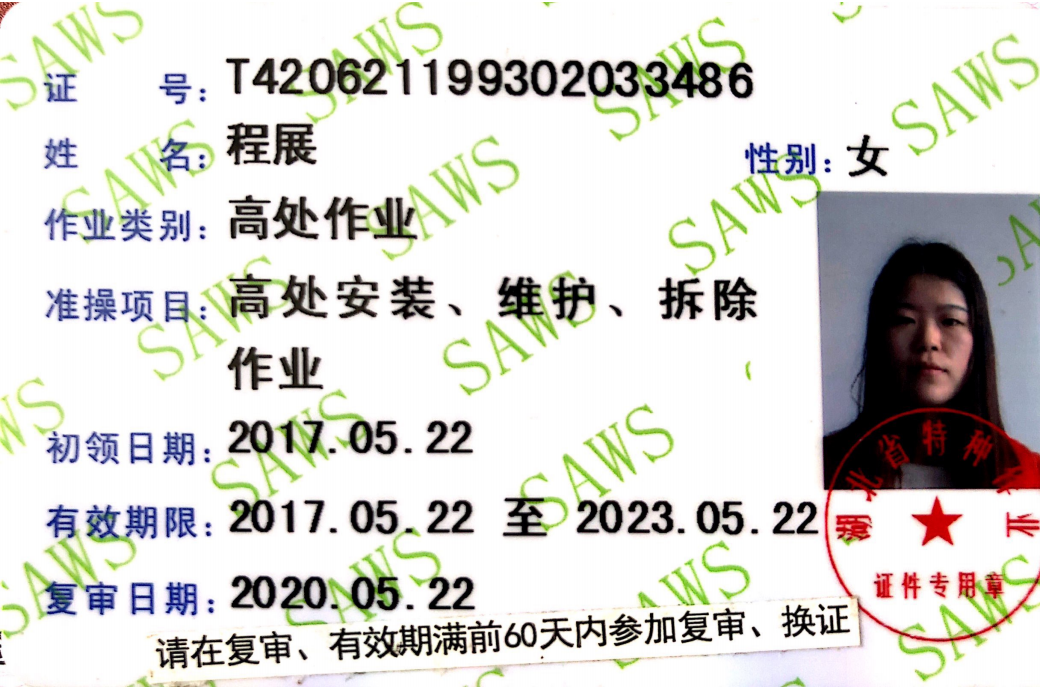 证 号：T420621199302033486
姓 名：程展
性别：女
作业类别：高处作业
准操项目：高处安装、维护、拆除
作业
初领日期：2017.05.22
有效期限：2017.05.22 至 2023.05.22
复审日期：2020.05.22
请在复审、有效期满前60天内参加复审、换证
证件专用章
SAWS